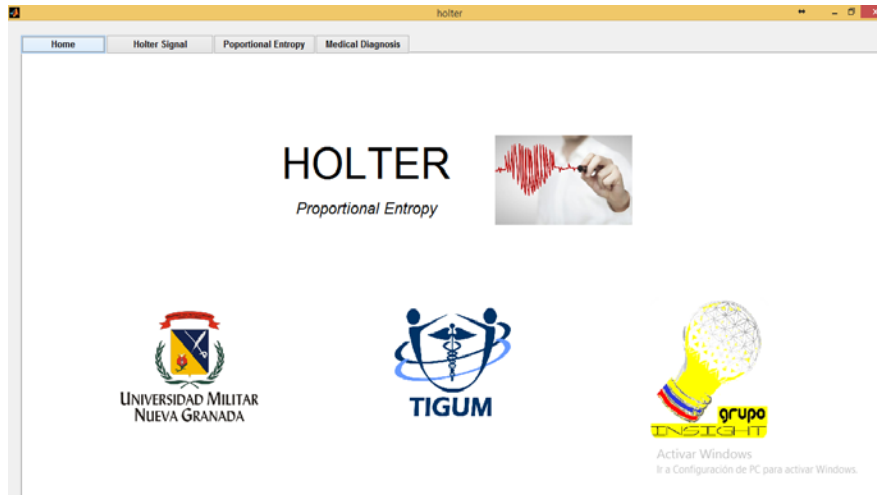 holter
Home
Holter Signal
Poportional Entropy
Medical Diagnosis
HOLTER
Proportional Entropy
UNIVERSIDAD MILITAR
NUEVA GRANADA
TIGUM
grupo
INSIGHT
Activar Windows
Ir a Configuración de PC para activar Windows.